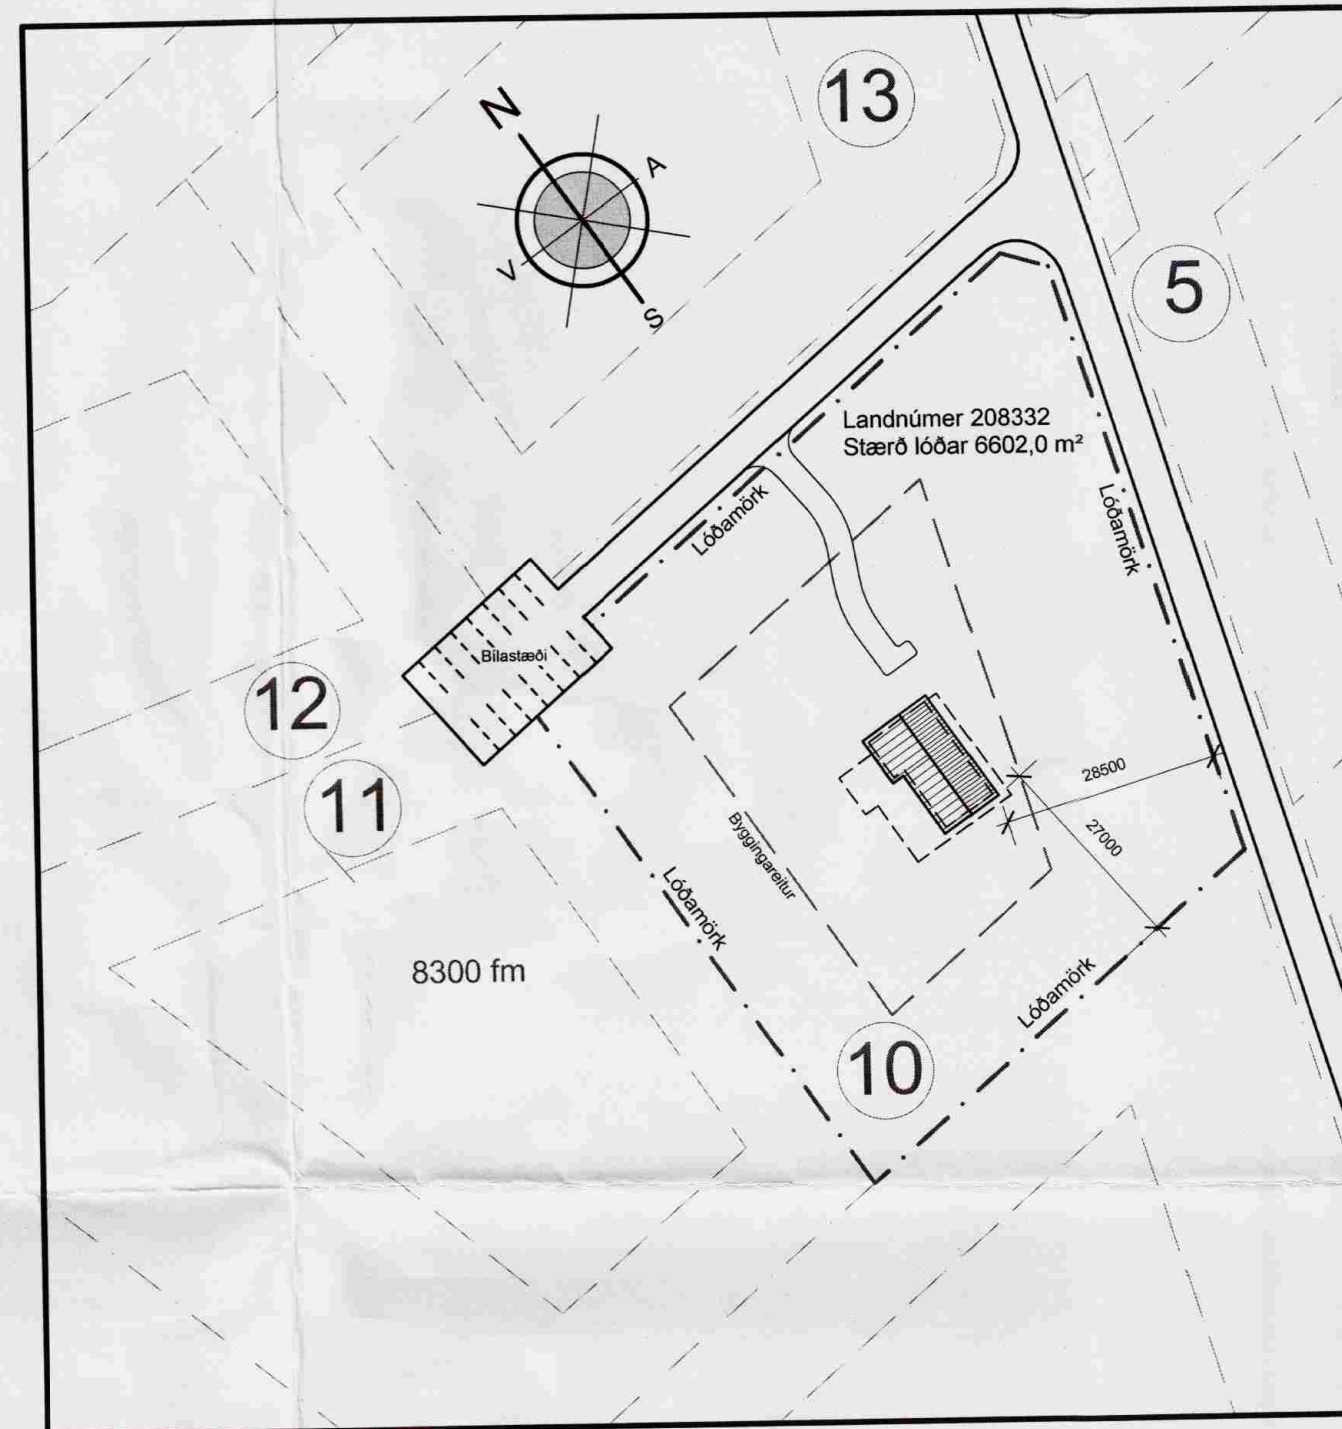 13
N
A
V
S
5
Landnúmer 208332
Stærð lóðar 6602,0 m²
Lóðamörk
Lóðamörk
Bílastæði
12
11
28500
27000
Byggingareitur
Lóðamörk
8300 fm
Lóðamörk
10